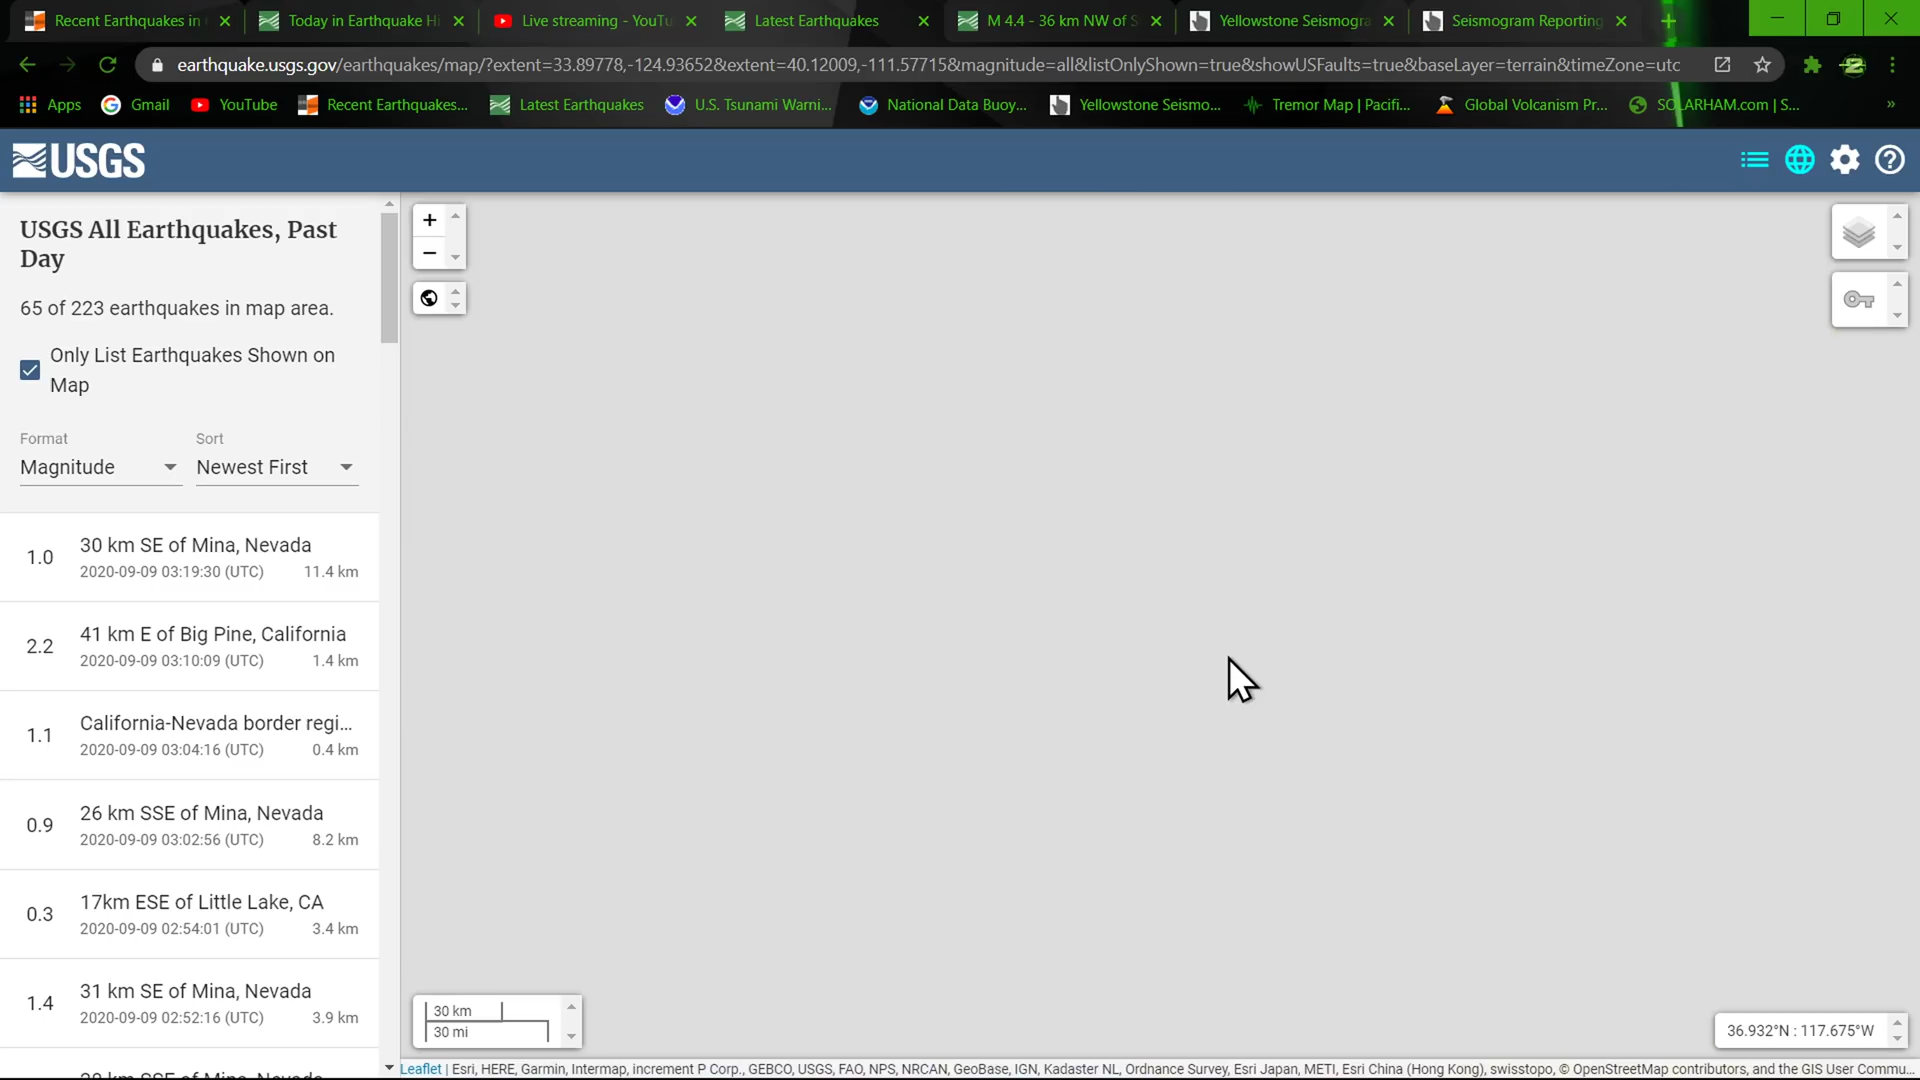 Recent Earthquakes in
Today in Earthquake Hi
Live streaming - YouTu
Latest Earthquakes
M 4.4 - 36 km NW of S
Yellowstone Seismogra
Seismogram Reporting
earthquake.usgs.gov/earthquakes/map/?extent=33.89778,-124.93652&extent=40.12009,-111.57715&magnitude=all&listOnlyShown=true&showUSFaults=true&baseLayer=terrain&timeZone=utc
Apps
Gmail
YouTube
Recent Earthquakes...
Latest Earthquakes
U.S. Tsunami Warni...
National Data Buoy...
Yellowstone Seismo...
Tremor Map | Pacifi...
Global Volcanism Pr...
SOLARHAM.com | S...
»
USGS
USGS All Earthquakes, Past
Day
65 of 223 earthquakes in map area.
Only List Earthquakes Shown on
Map
Format
Sort
Magnitude
Newest First
1.0
30 km SE of Mina, Nevada
2020-09-09 03:19:30 (UTC) 11.4 km
2.2
41 km E of Big Pine, California
2020-09-09 03:10:09 (UTC) 1.4 km
1.1
California-Nevada border regi...
2020-09-09 03:04:16 (UTC) 0.4 km
0.9
26 km SSE of Mina, Nevada
2020-09-09 03:02:56 (UTC) 8.2 km
0.3
17km ESE of Little Lake, CA
2020-09-09 02:54:01 (UTC) 3.4 km
1.4
31 km SE of Mina, Nevada
2020-09-09 02:52:16 (UTC) 3.9 km
km SSE of Mina, Nevada
+
−
30 km
30 mi
36.932°N : 117.675°W
Leaflet | Esri, HERE, Garmin, Intermap, increment P Corp., GEBCO, USGS, FAO, NPS, NRCAN, GeoBase, IGN, Kadaster NL, Ordnance Survey, Esri Japan, METI, Esri China (Hong Kong), swisstopo, © OpenStreetMap contributors, and the GIS User Commu...